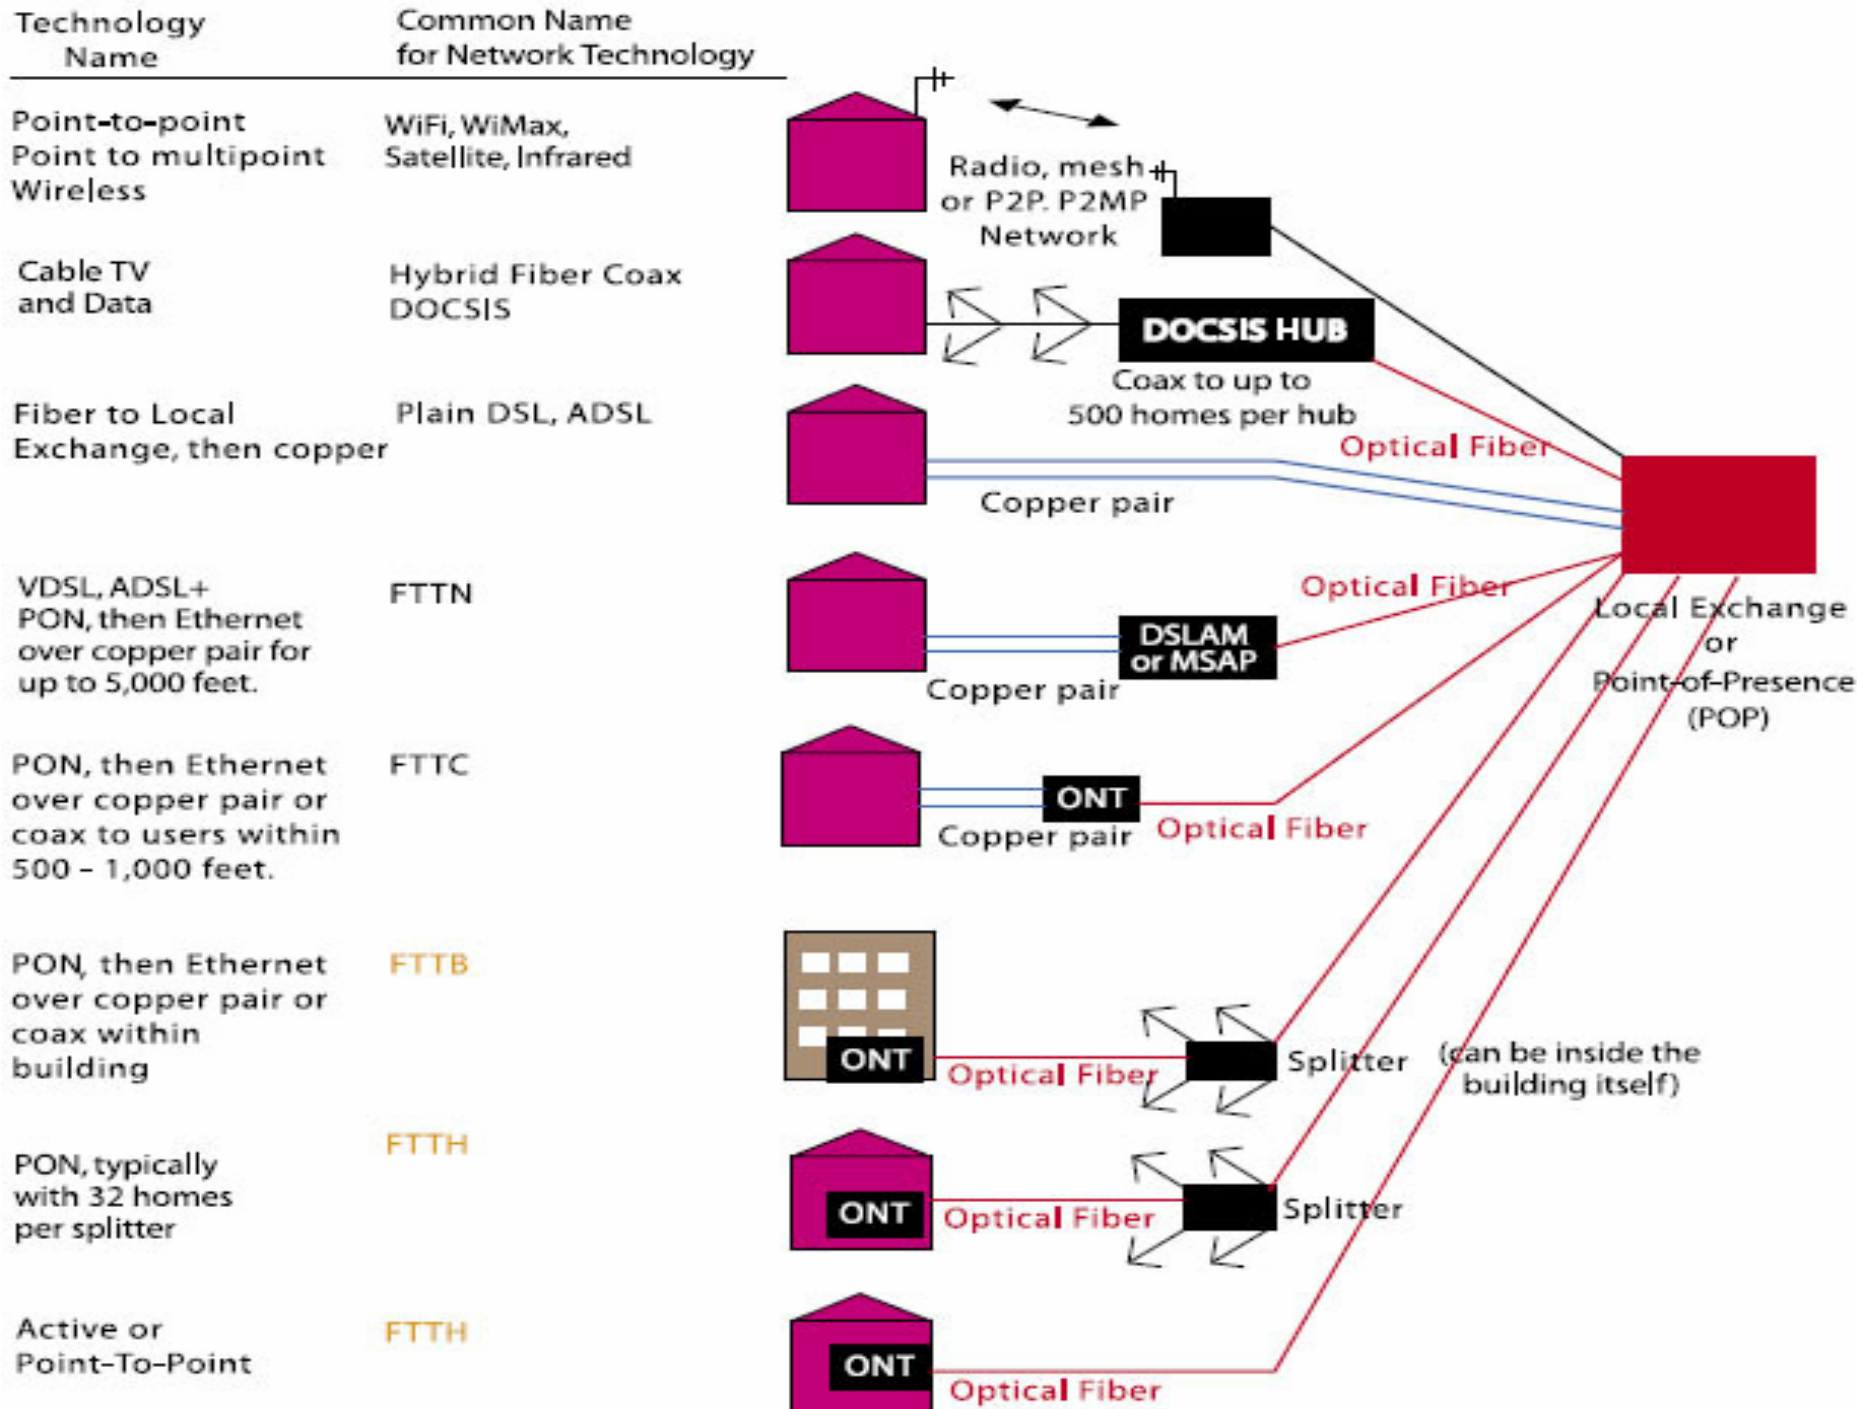 Technology
Name
Common Name
for Network Technology
Point-to-point
Point to multipoint
Wireless
WiFi, WiMax,
Satellite, Infrared
Radio, mesh
or P2P. P2MP
Network
Cable TV
and Data
Hybrid Fiber Coax
DOCSIS
DOCSIS HUB
Coax to up to
500 homes per hub
Optical Fiber
Fiber to Local
Exchange, then copper
Plain DSL, ADSL
Copper pair
VDSL, ADSL+
PON, then Ethernet
over copper pair for
up to 5,000 feet.
FTTN
Copper pair
DSLAM
or MSAP
Optical Fiber
Local Exchange
or
Point-of-Presence
(POP)
PON, then Ethernet
over copper pair or
coax to users within
500 - 1,000 feet.
FTTC
Copper pair
ONT
Optical Fiber
PON, then Ethernet
over copper pair or
coax within
building
FTTB
ONT
Optical Fiber
Splitter
(can be inside the
building itself)
PON, typically
with 32 homes
per splitter
FTTH
ONT
Optical Fiber
Splitter
Active or
Point-To-Point
FTTH
ONT
Optical Fiber